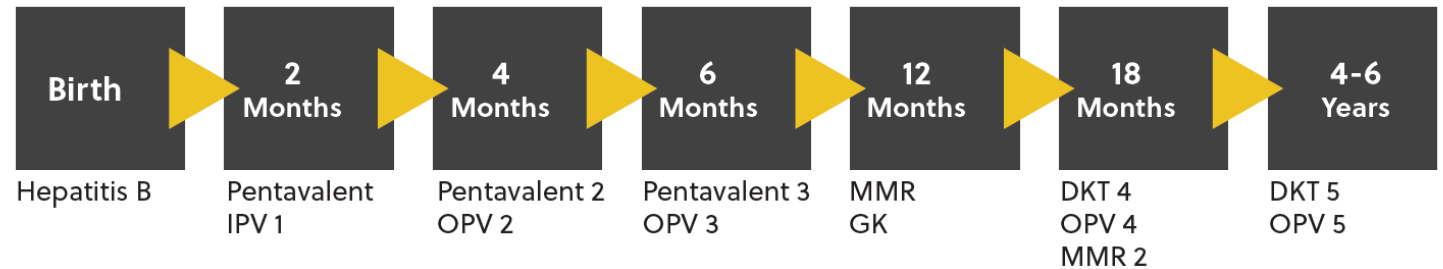 Birth
2
Months
4
Months
6
Months
12
Months
18
Months
4-6
Years
Hepatitis B
Pentavalent
IPV 1
Pentavalent 2
OPV 2
Pentavalent 3
OPV 3
MMR
GK
DKT 4
OPV 4
MMR 2
DKT 5
OPV 5